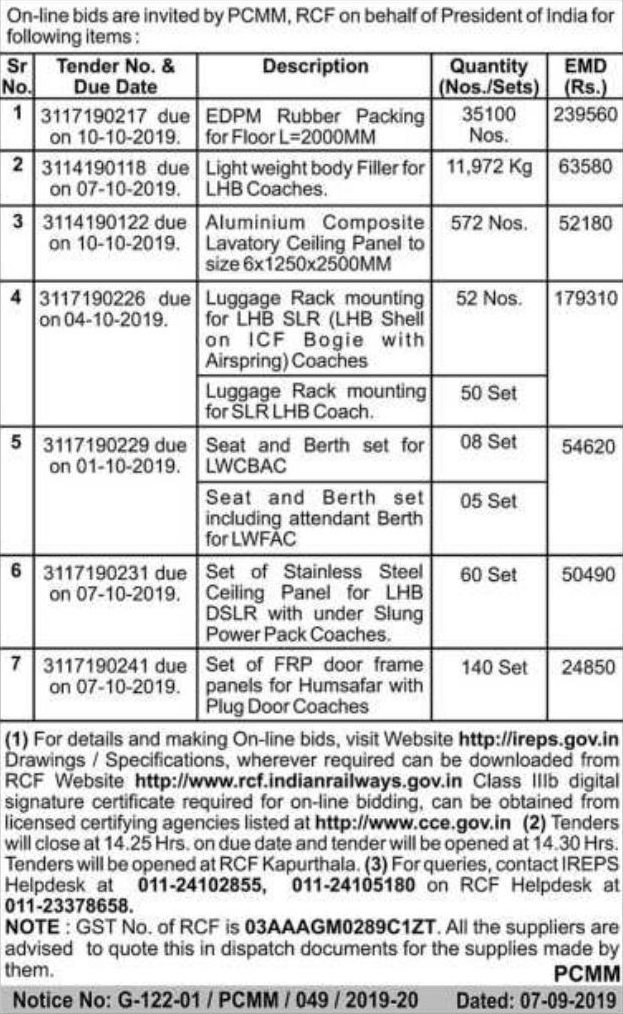 On-line bids are invited by PCMM, RCF on behalf of President of India for
following items :
Sr No. Tender No. & Due Date Description Quantity (Nos./Sets) EMD (Rs.)
1 3117190217 due EDPM Rubber Packing 35100 239560
on 10-10-2019. for Floor L=2000MM Nos.
2 3114190118 due Light weight body Filler for 11,972 Kg 63580
on 07-10-2019. LHB Coaches.
3 3114190122 due Aluminium Composite 572 Nos. 52180
on 10-10-2019. Lavatory Ceiling Panel to
size 6x1250x2500MM
4 3117190226 due Luggage Rack mounting 52 Nos. 179310
on 04-10-2019. for LHB SLR (LHB Shell
on ICF Bogie with
Airspring) Coaches
Luggage Rack mounting 50 Set
for SLR LHB Coach.
5 3117190229 due Seat and Berth set for 08 Set 54620
on 01-10-2019. LWCBAC
Seat and Berth set 05 Set
including attendant Berth
for LWFAC
6 3117190231 due Set of Stainless Steel 60 Set 50490
on 07-10-2019. Ceiling Panel for LHB
DSLR with under Slung
Power Pack Coaches.
7 3117190241 due Set of FRP door frame 140 Set 24850
on 07-10-2019. panels for Humsafar with
Plug Door Coaches
(1) For details and making On-line bids, visit Website http://ireps.gov.in
Drawings / Specifications, wherever required can be downloaded from
RCF Website http://www.rcf.indianrailways.gov.in Class IIIb digital
signature certificate required for on-line bidding, can be obtained from
licensed certifying agencies listed at http://www.cce.gov.in (2) Tenders
will close at 14.25 Hrs. on due date and tender will be opened at 14.30 Hrs.
Tenders will be opened at RCF Kapurthala. (3) For queries, contact IREPS
Helpdesk at 011-24102855, 011-24105180 on RCF Helpdesk at
011-23378658.
NOTE : GST No. of RCF is 03AAAGM0289C1ZT. All the suppliers are
advised to quote this in dispatch documents for the supplies made by
them. PCMM
Notice No: G-122-01 / PCMM / 049 / 2019-20 Dated: 07-09-2019